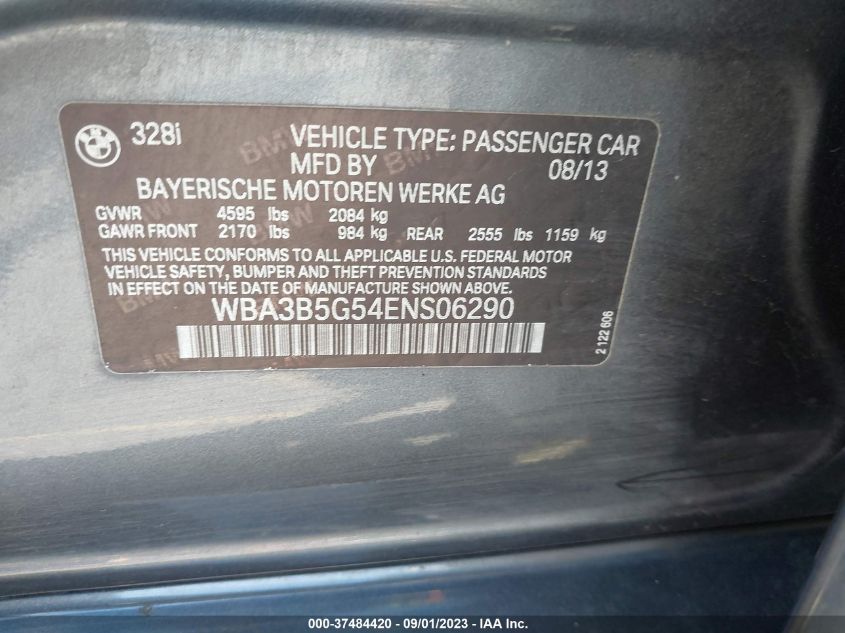 328i VEHICLE TYPE: PASSENGER CAR
MFD BY 08/13
BAYERISCHE MOTOREN WERKE AG
GVWR 4595 lbs 2084 kg
GAWR FRONT 2170 lbs 984 kg REAR 2555 lbs 1159 kg
THIS VEHICLE CONFORMS TO ALL APPLICABLE U.S. FEDERAL MOTOR
VEHICLE SAFETY, BUMPER AND THEFT PREVENTION STANDARDS
IN EFFECT ON THE DATE OF MANUFACTURE SHOWN ABOVE.
WBA3B5G54ENS06290
2 122 606
000-37484420 - 09/01/2023 - IAA Inc.